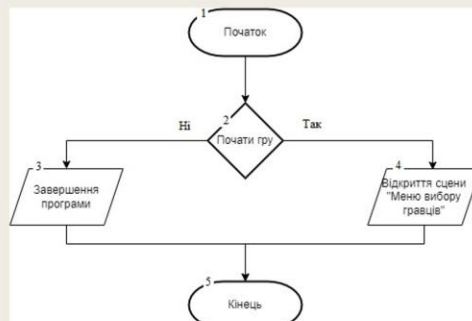 1
Початок
2
Почати гру
Ні
Так
3
Завершення
програми
4
Відкриття сцени
"Меню вибору
гравців"
5
Кінець